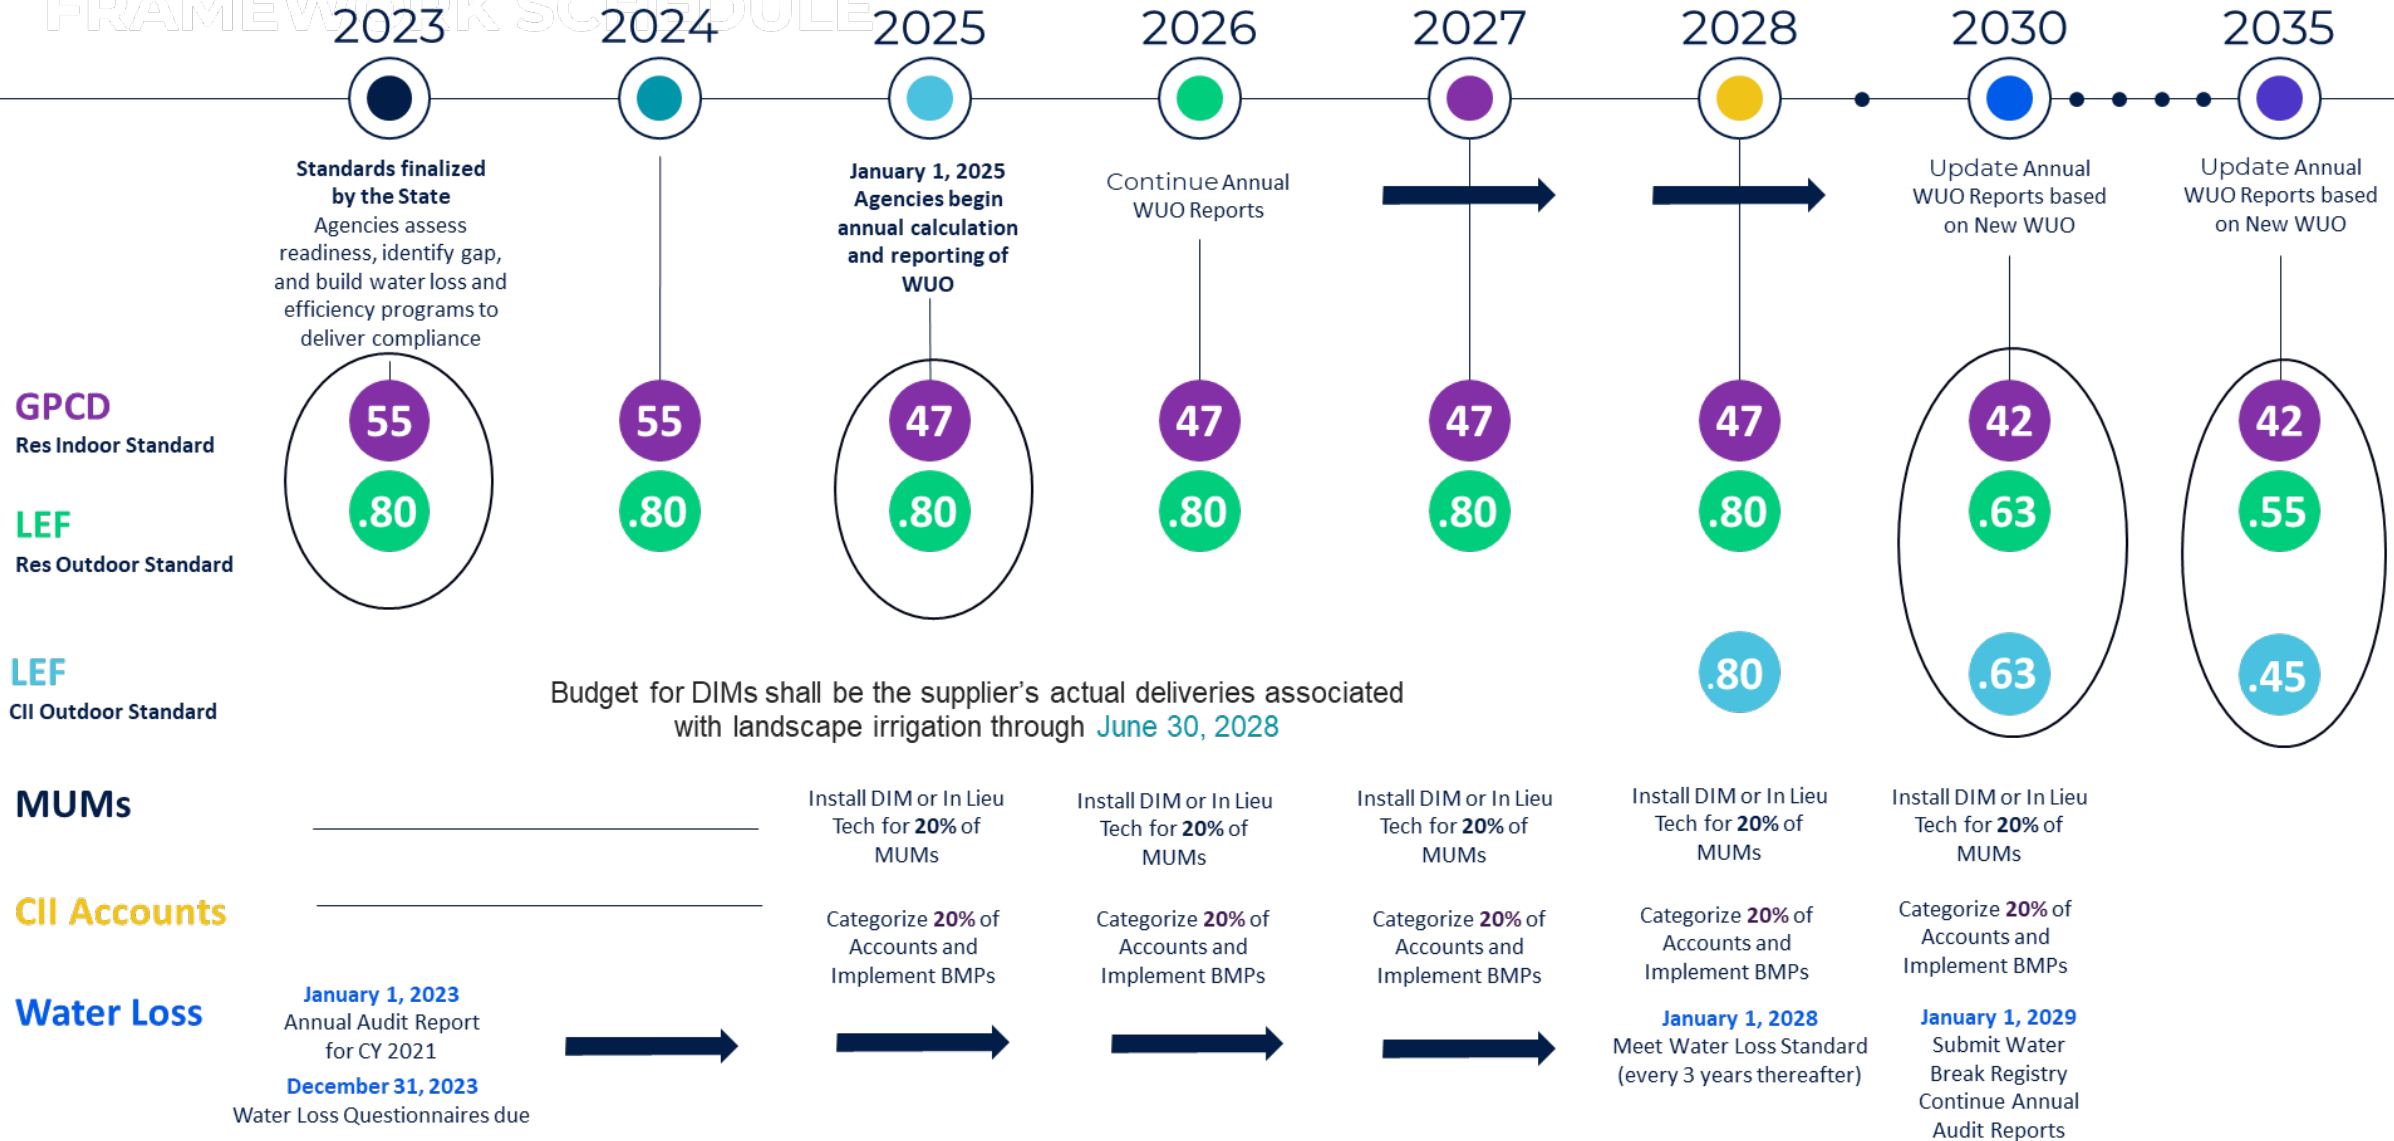 FRAMEWORK SCHEDULE
2023 2024 2025 2026 2027 2028 2030 2035
Standards finalized
by the State
Agencies assess
readiness, identify gap,
and build water loss and
efficiency programs to
deliver compliance
January 1, 2025
Agencies begin
annual calculation
and reporting of
WUO
Continue Annual
WUO Reports
Update Annual
WUO Reports based
on New WUO
Update Annual
WUO Reports based
on New WUO
GPCD
Res Indoor Standard
55 55 47 47 47 47 42 42
LEF
Res Outdoor Standard
.80 .80 .80 .80 .80 .80 .63 .55
LEF
CII Outdoor Standard
Budget for DIMs shall be the supplier's actual deliveries associated
with landscape irrigation through June 30, 2028
.80 .63 .45
MUMs
Install DIM or In Lieu
Tech for 20% of
MUMs
Install DIM or In Lieu
Tech for 20% of
MUMs
Install DIM or In Lieu
Tech for 20% of
MUMs
Install DIM or In Lieu
Tech for 20% of
MUMs
Install DIM or In Lieu
Tech for 20% of
MUMs
CII Accounts
Categorize 20% of
Accounts and
Implement BMPs
Categorize 20% of
Accounts and
Implement BMPs
Categorize 20% of
Accounts and
Implement BMPs
Categorize 20% of
Accounts and
Implement BMPs
Categorize 20% of
Accounts and
Implement BMPs
Water Loss
January 1, 2023
Annual Audit Report
for CY 2021
December 31, 2023
Water Loss Questionnaires due
January 1, 2028
Meet Water Loss Standard
(every 3 years thereafter)
January 1, 2029
Submit Water
Break Registry
Continue Annual
Audit Reports